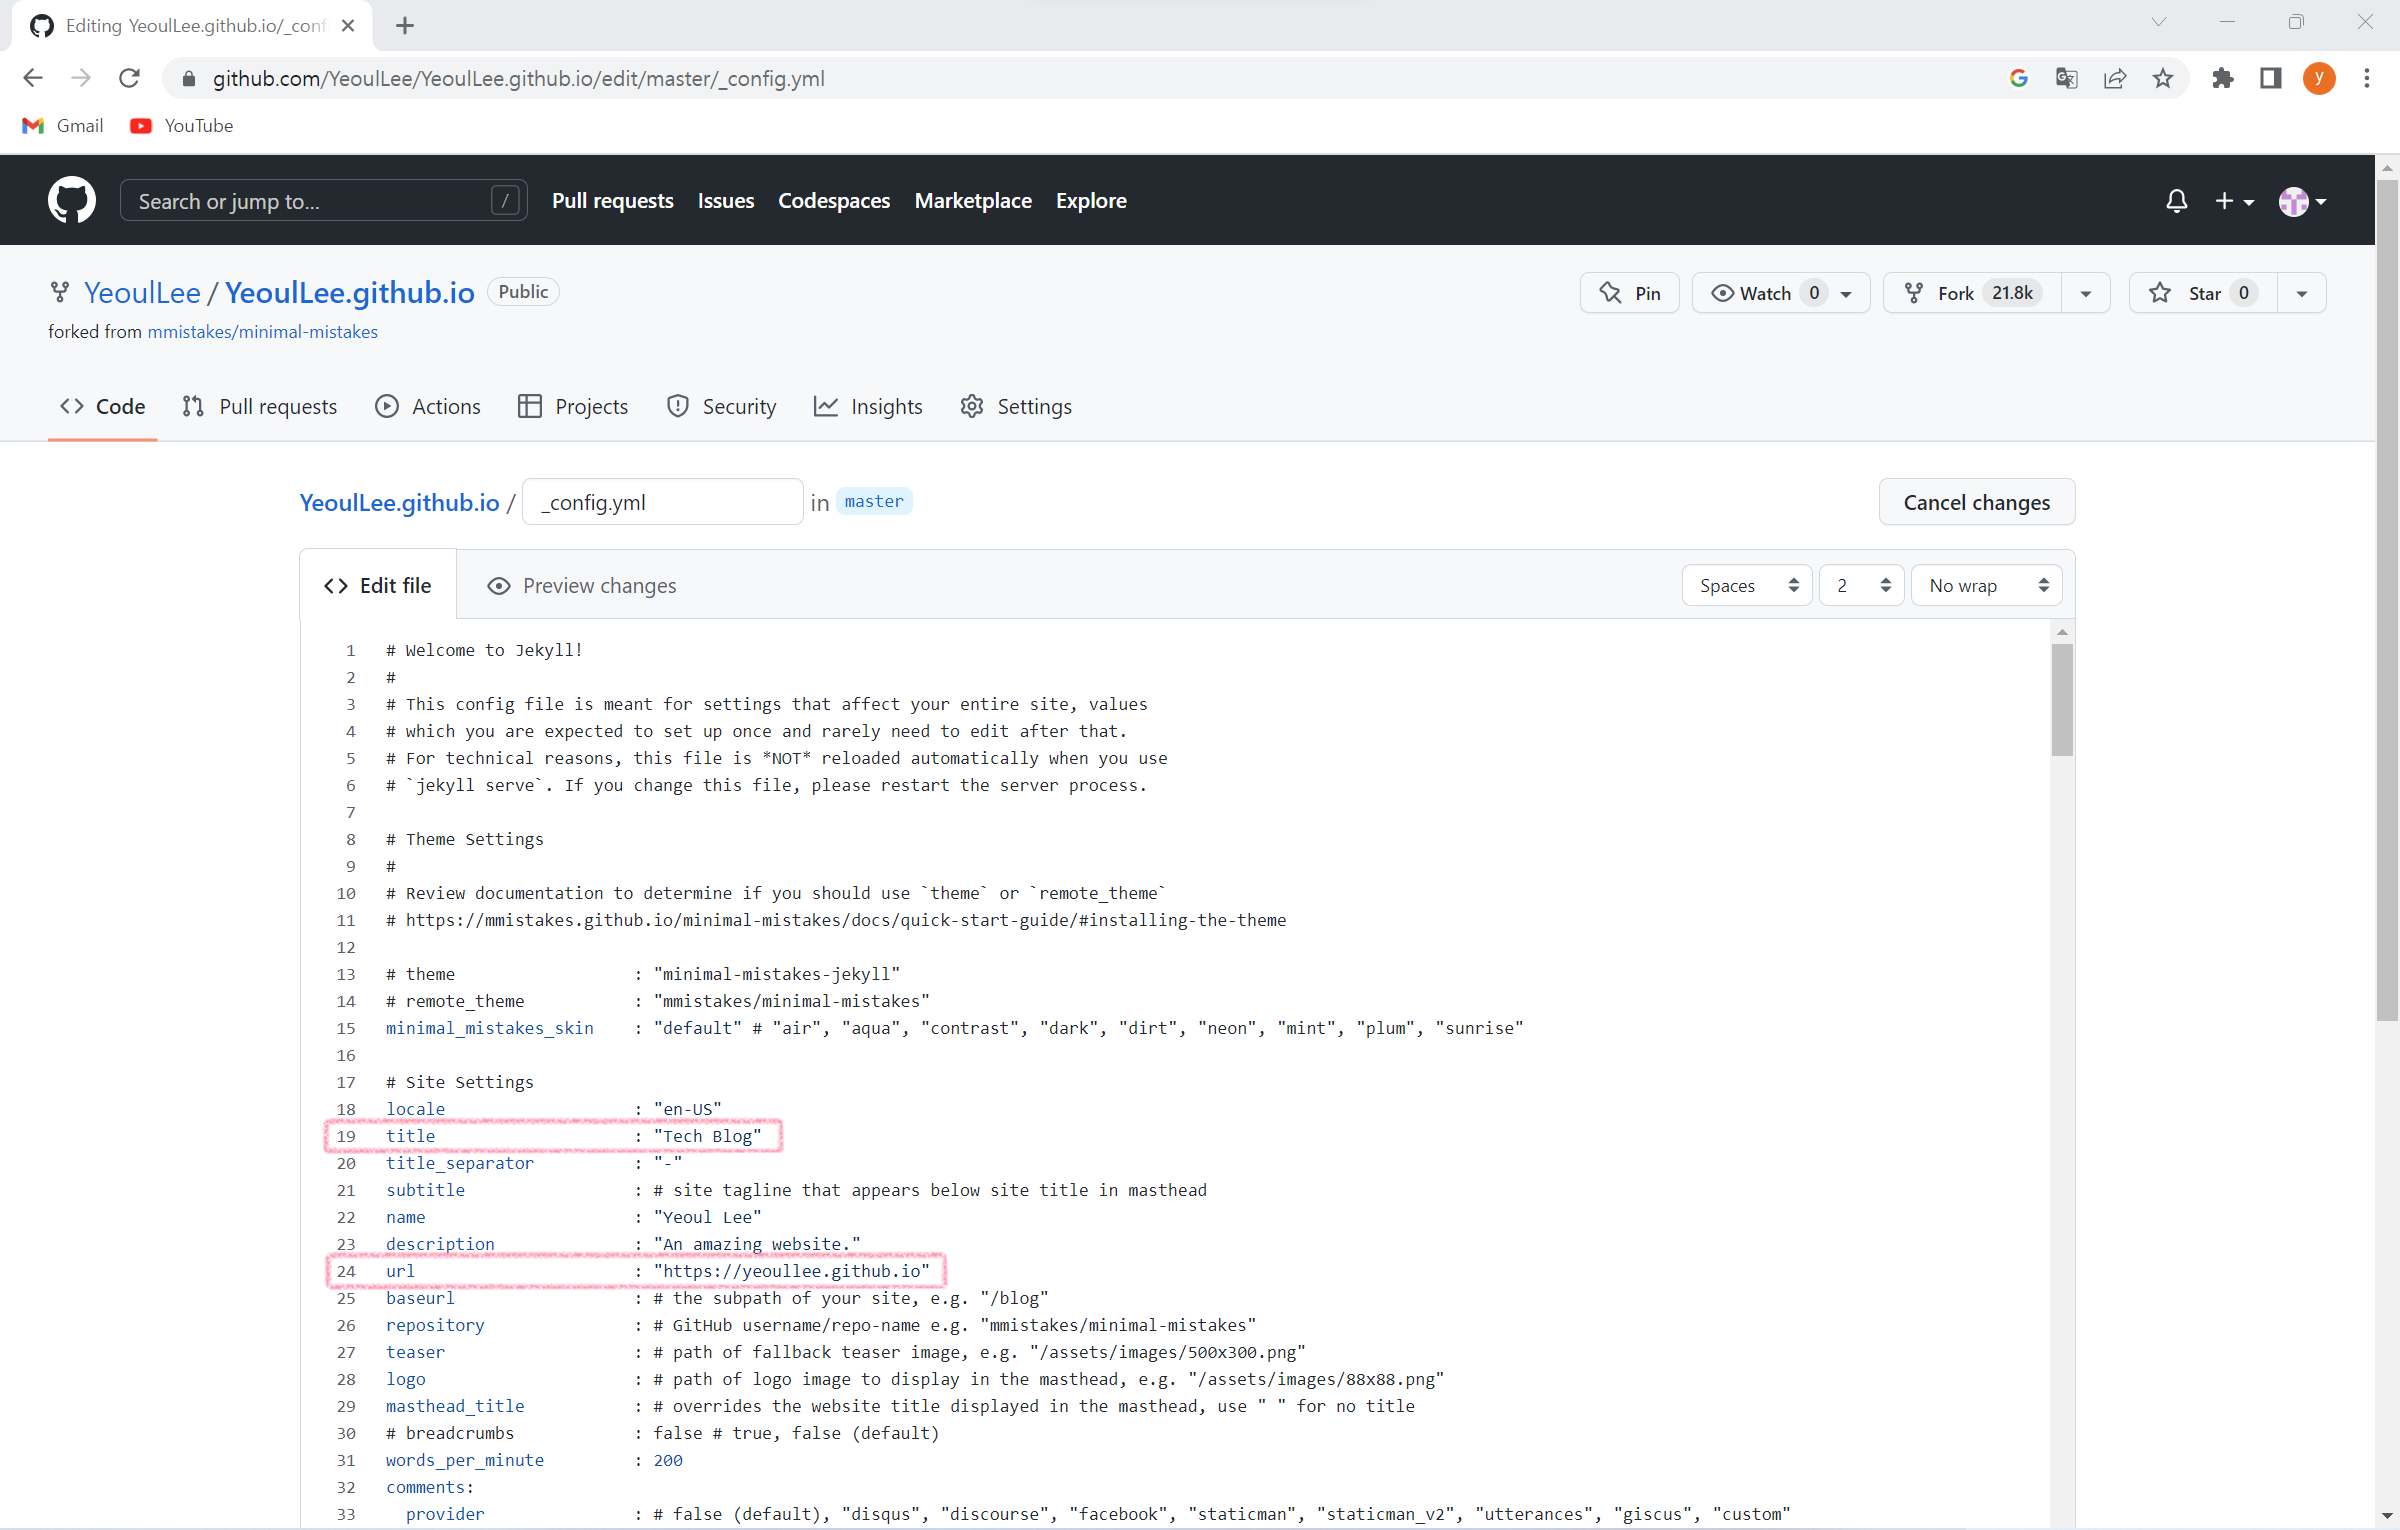 Editing YeoulLee.github.io/_conf
github.com/YeoulLee/YeoulLee.github.io/edit/master/_config.yml
y
Gmail YouTube
Search or jump to... / Pull requests Issues Codespaces Marketplace Explore
YeoulLee / YeoulLee.github.io Public Pin Watch 0 Fork 21.8k Star 0
forked from mmistakes/minimal-mistakes
Code Pull requests Actions Projects Security Insights Settings
YeoulLee.github.io / _config.yml in master Cancel changes
Edit file Preview changes Spaces 2 No wrap
1 # Welcome to Jekyll!
2 #
3 # This config file is meant for settings that affect your entire site, values
4 # which you are expected to set up once and rarely need to edit after that.
5 # For technical reasons, this file is *NOT* reloaded automatically when you use
6 # `jekyll serve`. If you change this file, please restart the server process.
7
8 # Theme Settings
9 #
10 # Review documentation to determine if you should use `theme` or `remote_theme`
11 # https://mmistakes.github.io/minimal-mistakes/docs/quick-start-guide/#installing-the-theme
12
13 # theme : "minimal-mistakes-jekyll"
14 # remote_theme : "mmistakes/minimal-mistakes"
15 minimal_mistakes_skin : "default" # "air", "aqua", "contrast", "dark", "dirt", "neon", "mint", "plum", "sunrise"
16
17 # Site Settings
18 locale : "en-US"
19 title : "Tech Blog"
20 title_separator : "-"
21 subtitle : # site tagline that appears below site title in masthead
22 name : "Yeoul Lee"
23 description : "An amazing website."
24 url : "https://yeoullee.github.io"
25 baseurl : # the subpath of your site, e.g. "/blog"
26 repository : # GitHub username/repo-name e.g. "mmistakes/minimal-mistakes"
27 teaser : # path of fallback teaser image, e.g. "/assets/images/500x300.png"
28 logo : # path of logo image to display in the masthead, e.g. "/assets/images/88x88.png"
29 masthead_title : # overrides the website title displayed in the masthead, use " " for no title
30 # breadcrumbs : false # true, false (default)
31 words_per_minute : 200
32 comments:
33 provider : # false (default), "disqus", "discourse", "facebook", "staticman", "staticman_v2", "utterances", "giscus", "custom"